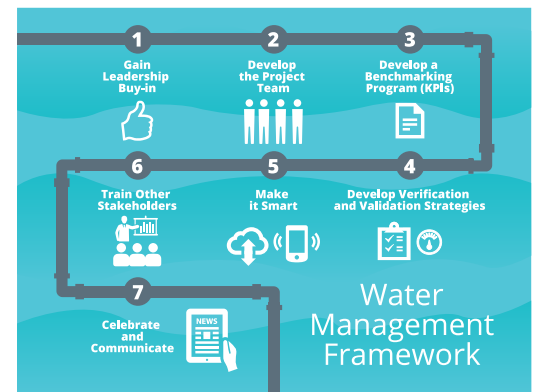 1
Gain
Leadership
Buy-in
2
Develop
the Project
Team
3
Develop a
Benchmarking
Program (KPIs)
4
Develop Verification
and Validation Strategies
5
Make
it Smart
6
Train Other
Stakeholders
7
Celebrate
and
Communicate
NEWS
Water
Management
Framework